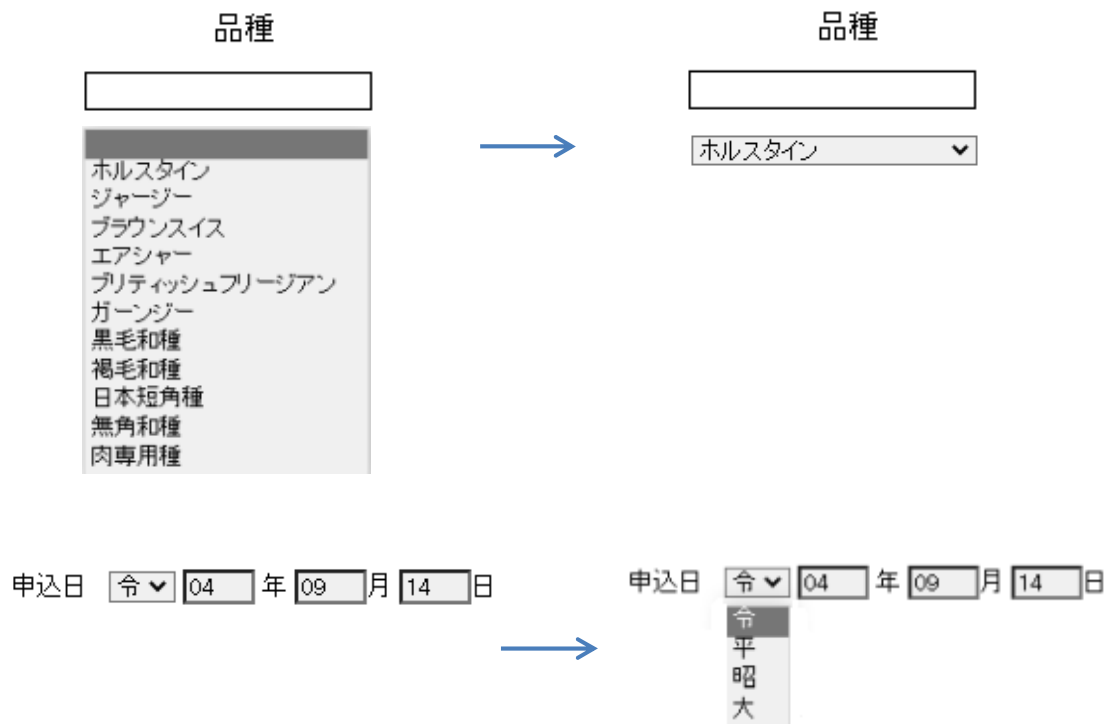 品種
ホルスタイン
ジャージー
ブラウンスイス
エアシャー
ブリティッシュフリージアン
ガーンジー
黒毛和種
褐毛和種
日本短角種
無角和種
肉専用種
品種
ホルスタイン
申込日 令 04 年 09 月 14 日
申込日 令 04 年 09 月 14 日
令
平
昭
大